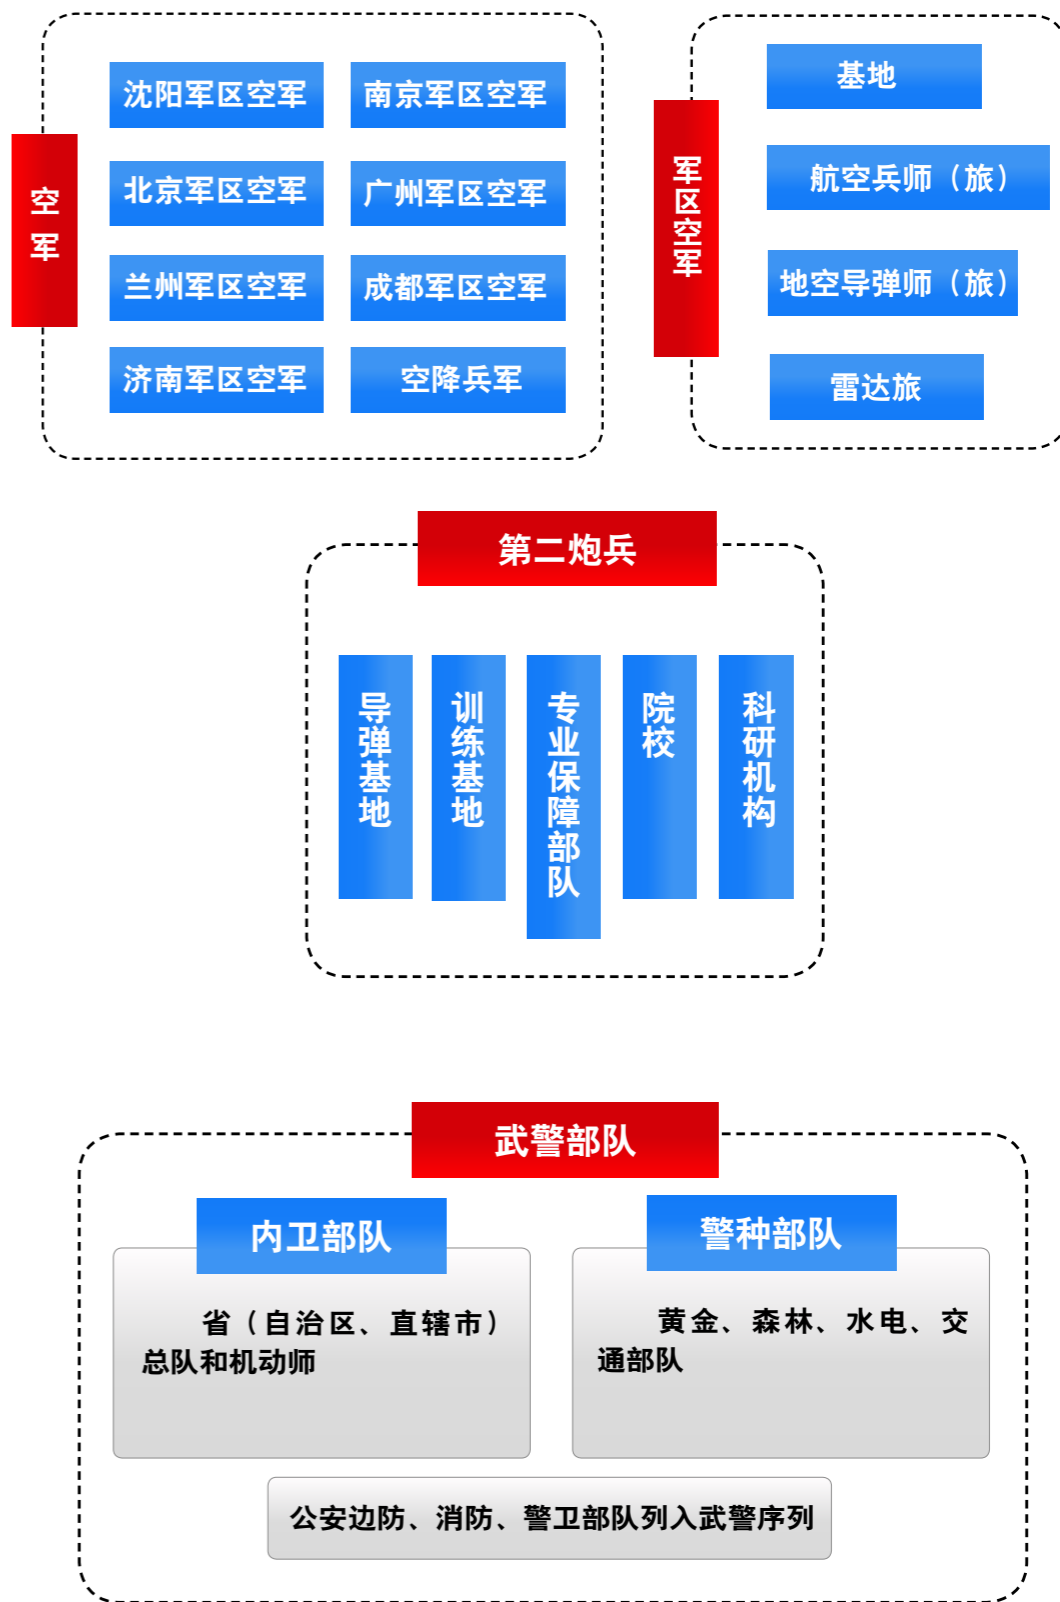 空军
沈阳军区空军
南京军区空军
北京军区空军
广州军区空军
兰州军区空军
成都军区空军
济南军区空军
空降兵军
军区空军
基地
航空兵师（旅）
地空导弹师（旅）
雷达旅
第二炮兵
导弹基地
训练基地
专业保障部队
院校
科研机构
武警部队
内卫部队
省（自治区、直辖市）
总队和机动师
警种部队
黄金、森林、水电、交
通部队
公安边防、消防、警卫部队列入武警序列